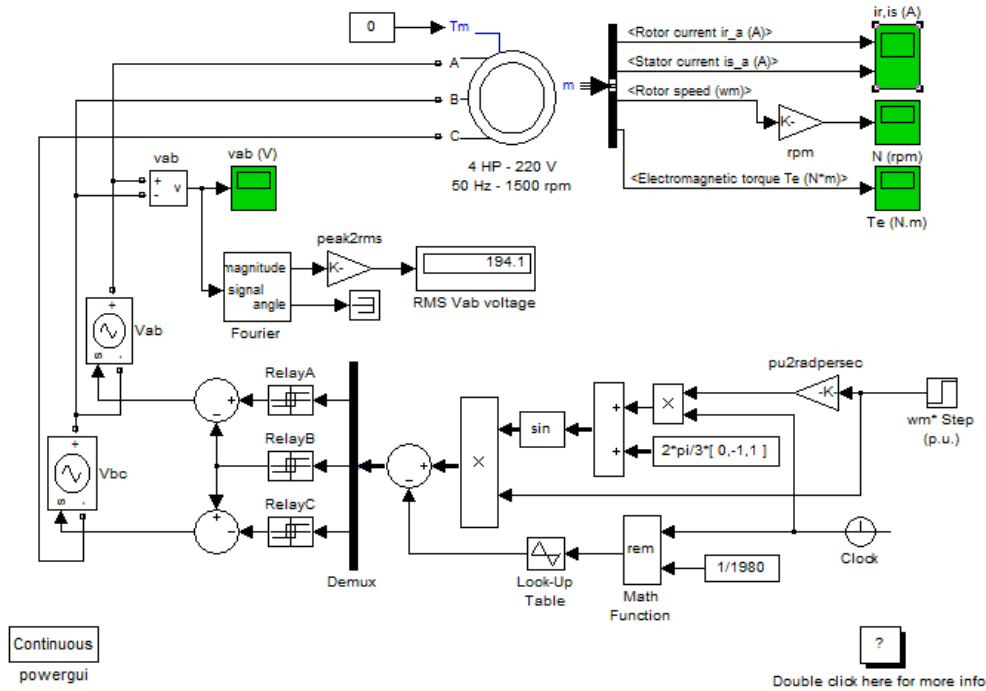 ir,is (A)
0
Tm
<Rotor current ir_a (A)>
A
<Stator current is_a (A)>
m
<Rotor speed (wm)>
B
K-
C
rpm
N (rpm)
4 HP - 220 V
50 Hz - 1500 rpm
<Electromagnetic torque Te (N*m)>
Te (N.m)
vab
vab (V)
+
-
v
peak2rms
magnitude
signal
angle
K-
194.1
RMS Vab voltage
Fourier
+
Vab
s
-
RelayA
pu2radpersec
-K-
wm* Step
(p.u.)
+
-
×
+
+
sin
2*pi/3*[ 0,-1,1 ]
RelayB
+
Vbc
s
-
×
+
-
RelayC
+
-
rem
Clock
1/1980
Demux
Look-Up
Table
Math
Function
Continuous
powergui
?
Double click here for more info